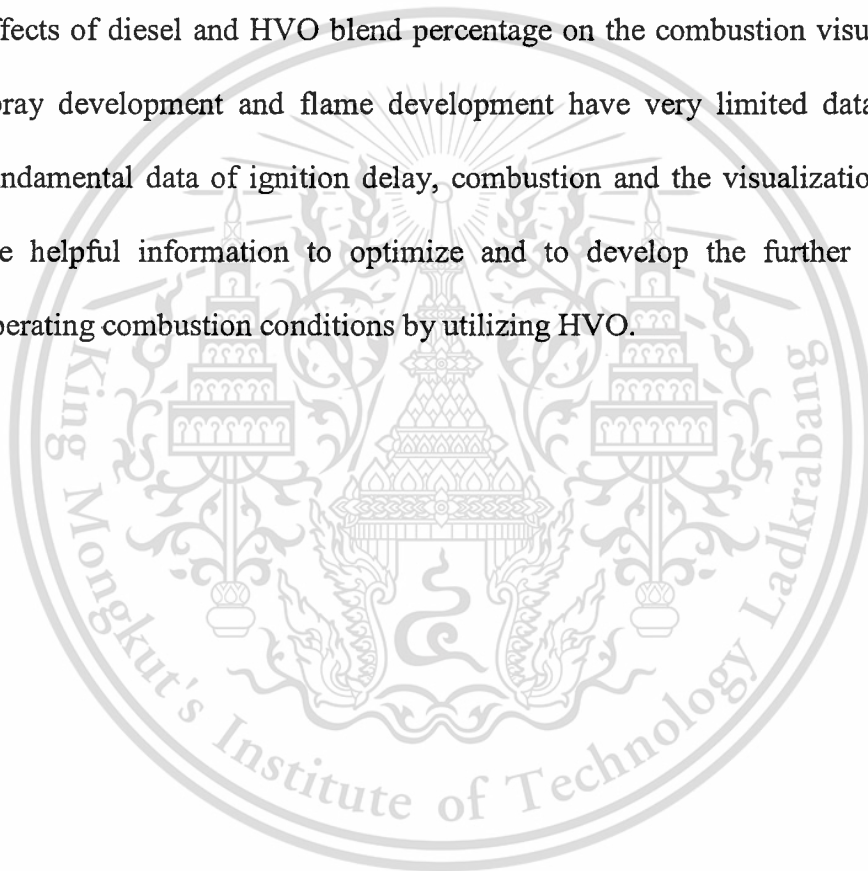 ffects of diesel and HVO blend percentage on the combustion visu
pray development and flame development have very limited data
ndamental data of ignition delay, combustion and the visualization
e helpful information to optimize and to develop the further
perating combustion conditions by utilizing HVO.
King Mongkut's Institute of Technology Ladkrabang